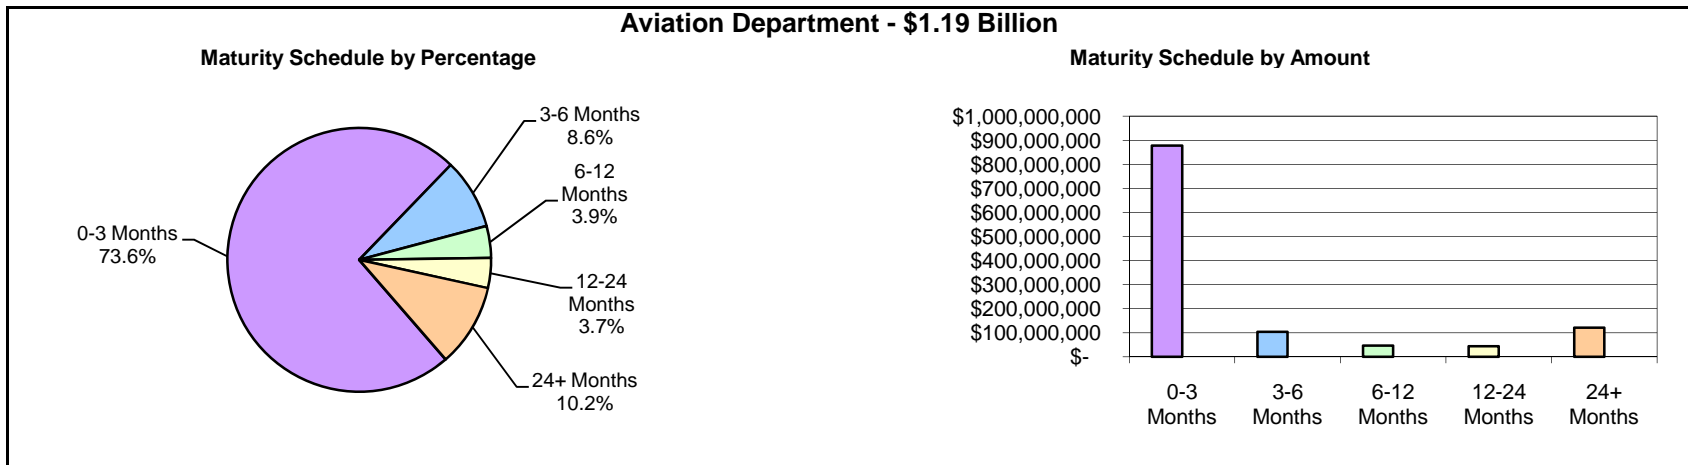 Aviation Department - $1.19 Billion
Maturity Schedule by Percentage
3-6 Months
8.6%
6-12
Months
3.9%
0-3 Months
73.6%
12-24
Months
3.7%
24+ Months
10.2%
Maturity Schedule by Amount
$1,000,000,000
$900,000,000
$800,000,000
$700,000,000
$600,000,000
$500,000,000
$400,000,000
$300,000,000
$200,000,000
$100,000,000
$-
0-3
Months
3-6
Months
6-12
Months
12-24
Months
24+
Months